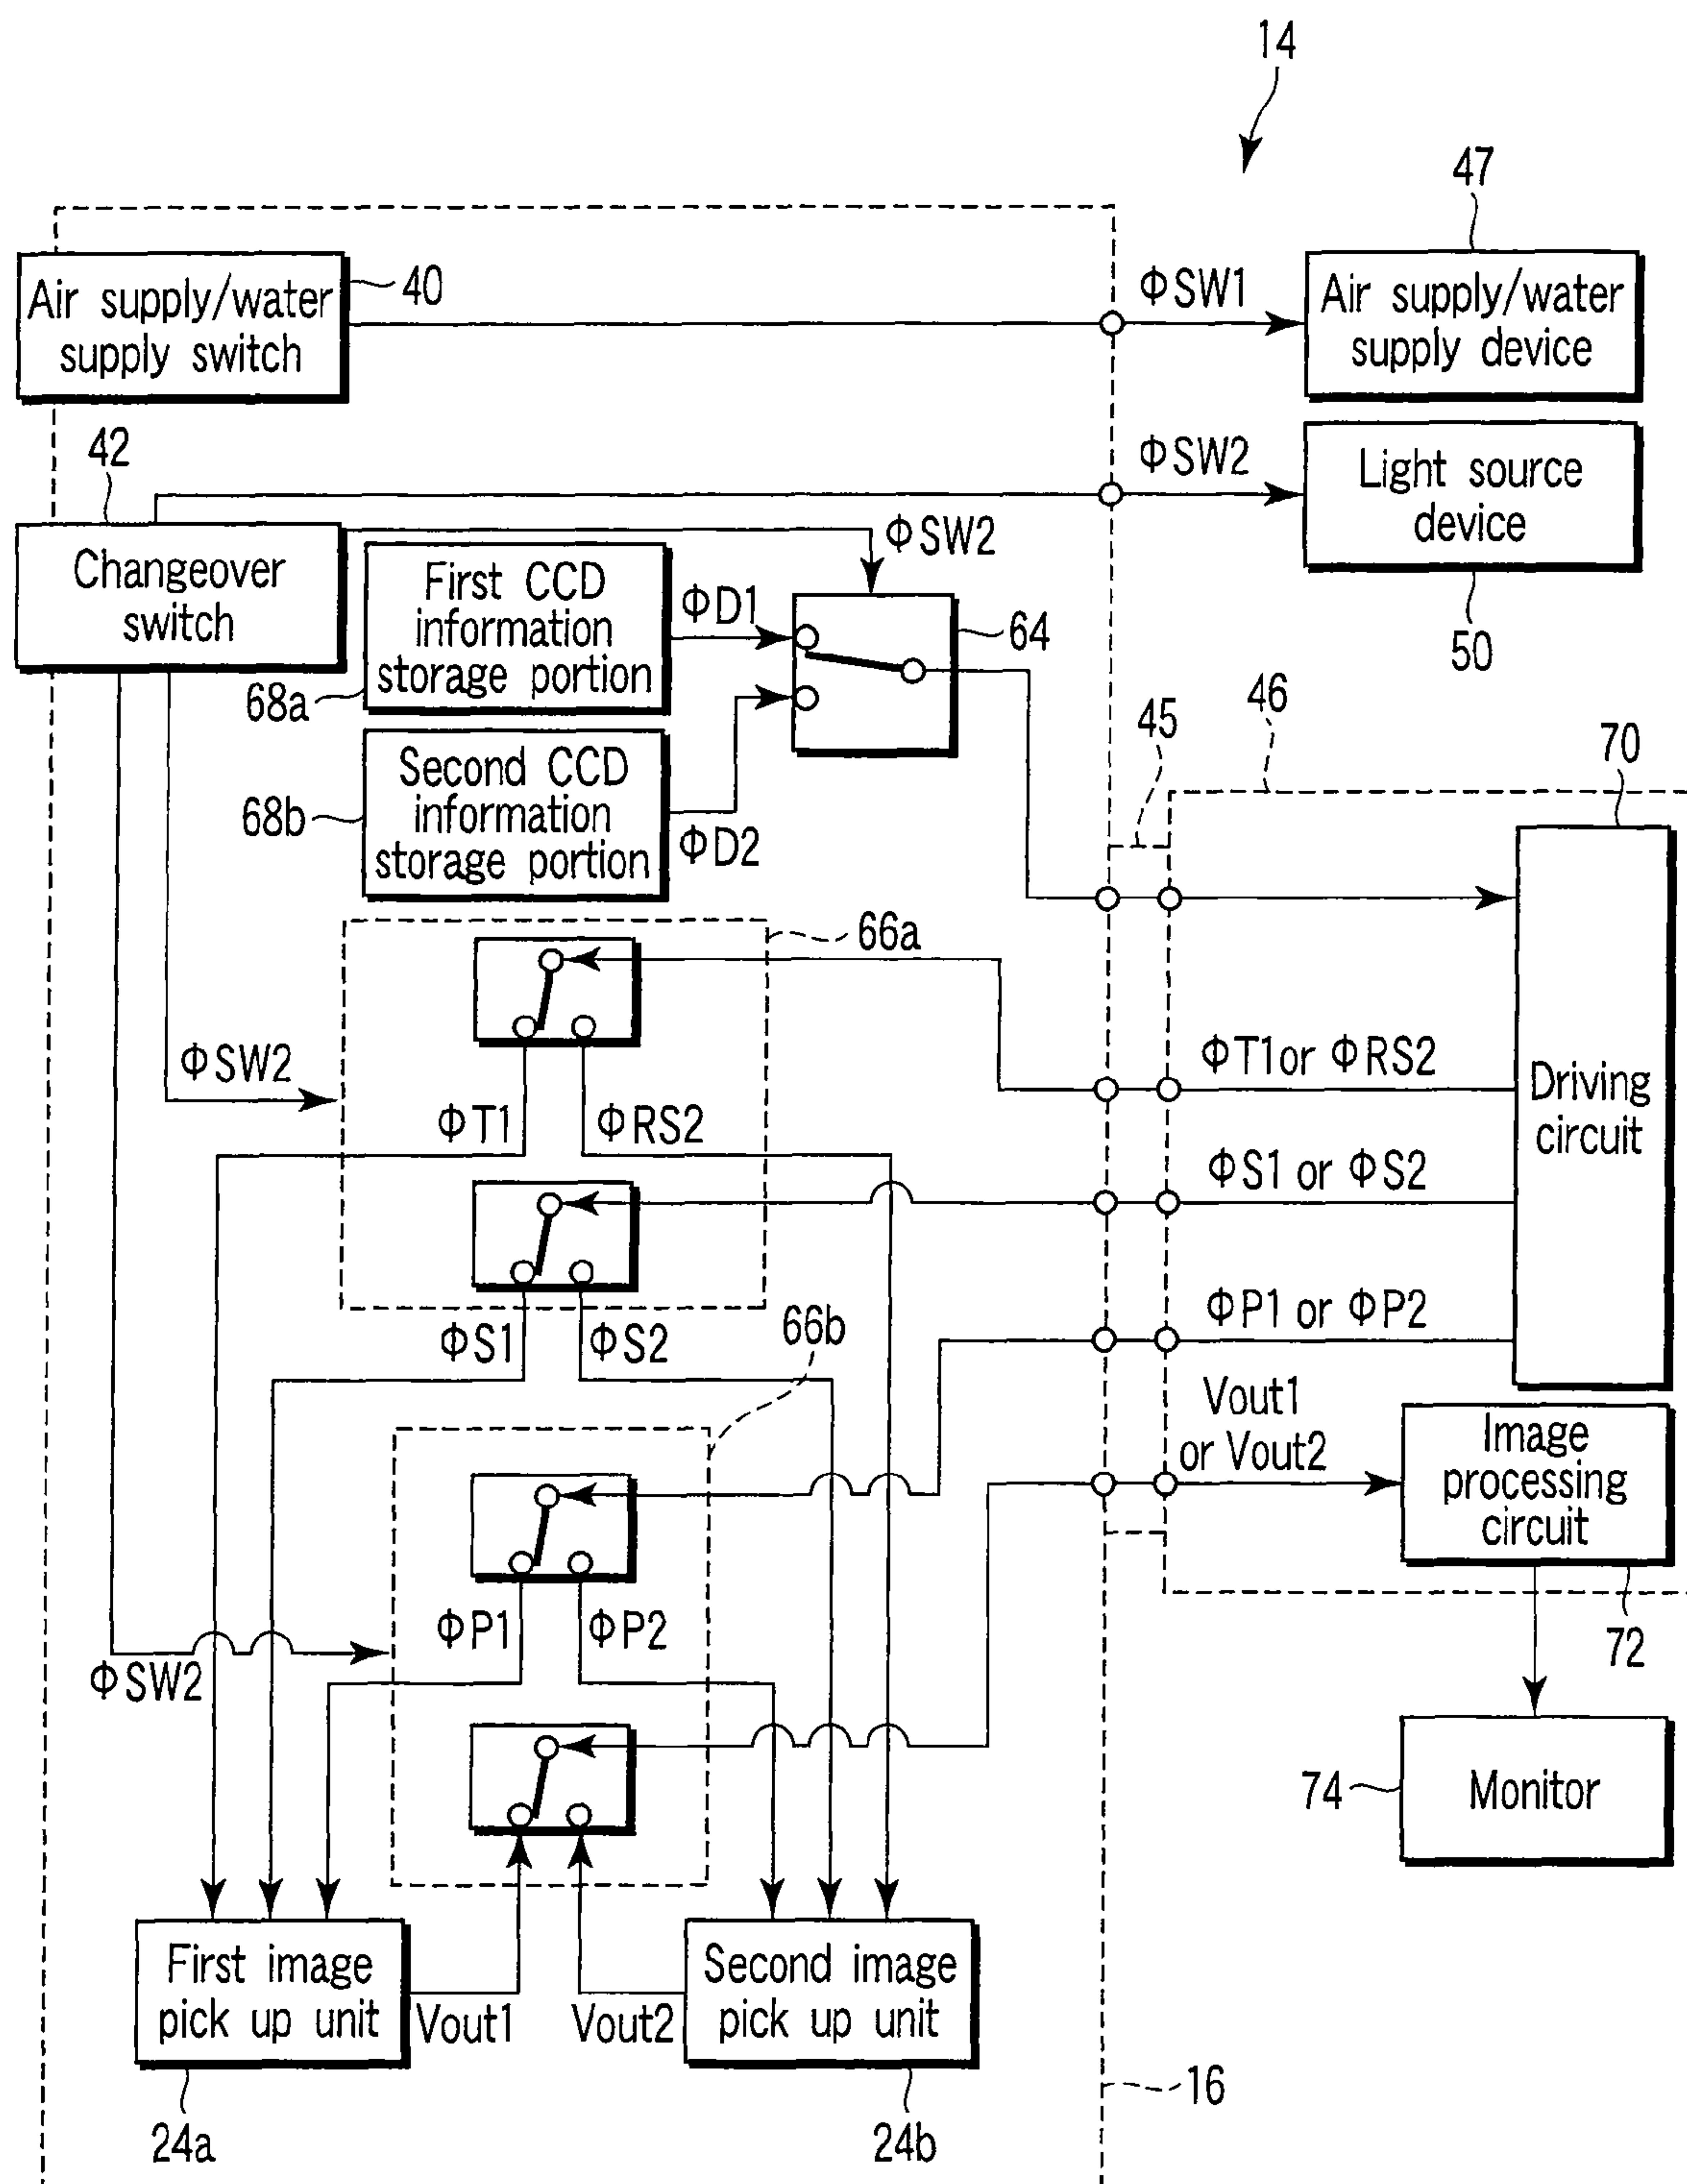 14
47
Air supply/water
supply switch
40
ΦSW1
Air supply/water
supply device
42
ΦSW2
Light source
device
50
Changeover
switch
ΦSW2
First CCD
information
storage portion
68a
ΦD1
64
Second CCD
information
storage portion
68b
ΦD2
45
46
70
66a
ΦSW2
ΦT1
ΦRS2
ΦT1 or ΦRS2
Driving
circuit
ΦS1 or ΦS2
ΦP1 or ΦP2
ΦS1
ΦS2
66b
Vout1
or Vout2
Image
processing
circuit
72
ΦP1
ΦP2
ΦSW2
74
Monitor
First image
pick up unit
Vout1
Vout2
Second image
pick up unit
24a
24b
16